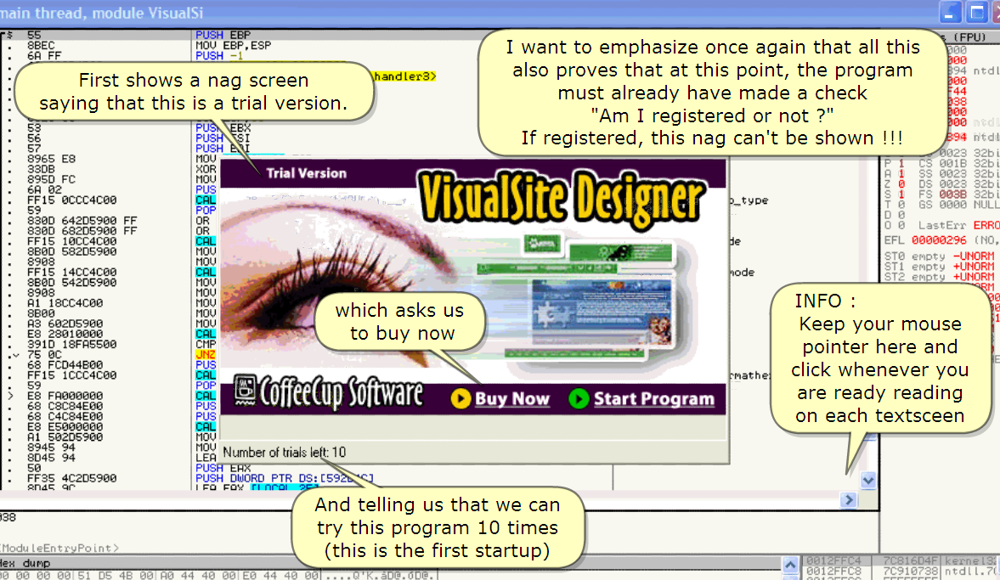 main thread, module VisualSi
$ 55 PUSH EBP
8BEC MOV EBP,ESP
6A FF PUSH -1
handler3>
First shows a nag screen
saying that this is a trial version.
I want to emphasize once again that all this
also proves that at this point, the program
must already have made a check
"Am I registered or not ?"
If registered, this nag can't be shown !!!
(FPU)
53 PUSH EBX
56 PUSH ESI
57 PUSH EDI
8965 E8 MOV
33DB XOR
895D FC MOV
6A 02 PUS
FF15 0CCC4C00 CAL
59 POP
830D 642D5900 FF OR
830D 682D5900 FF OR
FF15 10CC4C00 CAL
8B0D 582D5900 MOV
8908 MOV
FF15 14CC4C00 CAL
8B0D 542D5900 MOV
8908 MOV
A1 18CC4C00 MOV
8B00 MOV
A3 602D5900 MOV
E8 28010000 CAL
391D 18FA5500 CMP
75 0C JNZ
68 FCD44B00 PUS
FF15 1CCC4C00 CAL
59 POP
E8 FA000000 CAL
68 C8C84E00 PUS
68 C4C84E00 PUS
E8 E5000000 CAL
A1 502D5900 MOV
8945 94 MOV
8D45 94 LEA
50 PUSH EAX
FF35 4C2D5900 PUSH DWORD PTR DS:[592D4C]
8D45 9C LEA EAX
Trial Version
VisualSite Designer
which asks us
to buy now
CoffeeCup Software
Buy Now
Start Program
Number of trials left: 10
And telling us that we can
try this program 10 times
(this is the first startup)
p_type
mode
P 1 CS 001B 32bi
A 1 SS 0023 32bi
Z 0 DS 0023 32bi
S 1 FS 003B 32bi
T 0 GS 0000 NULL
D 0
O 0 LastErr ERRO
EFL 00000296 (NO,
ST0 empty -UNORM
ST1 empty +UNORM
ST2 empty +UNORM
INFO :
Keep your mouse
pointer here and
click whenever you
are ready reading
on each textsceen
038
<ModuleEntryPoint>
Hex dump
00 00 00 00 51 D5 4B 00 A0 44 40 00 E0 44 40 00
0012FFC4 7C816D4F kernel32
0012FFC8 7C910738 ntdll.7C